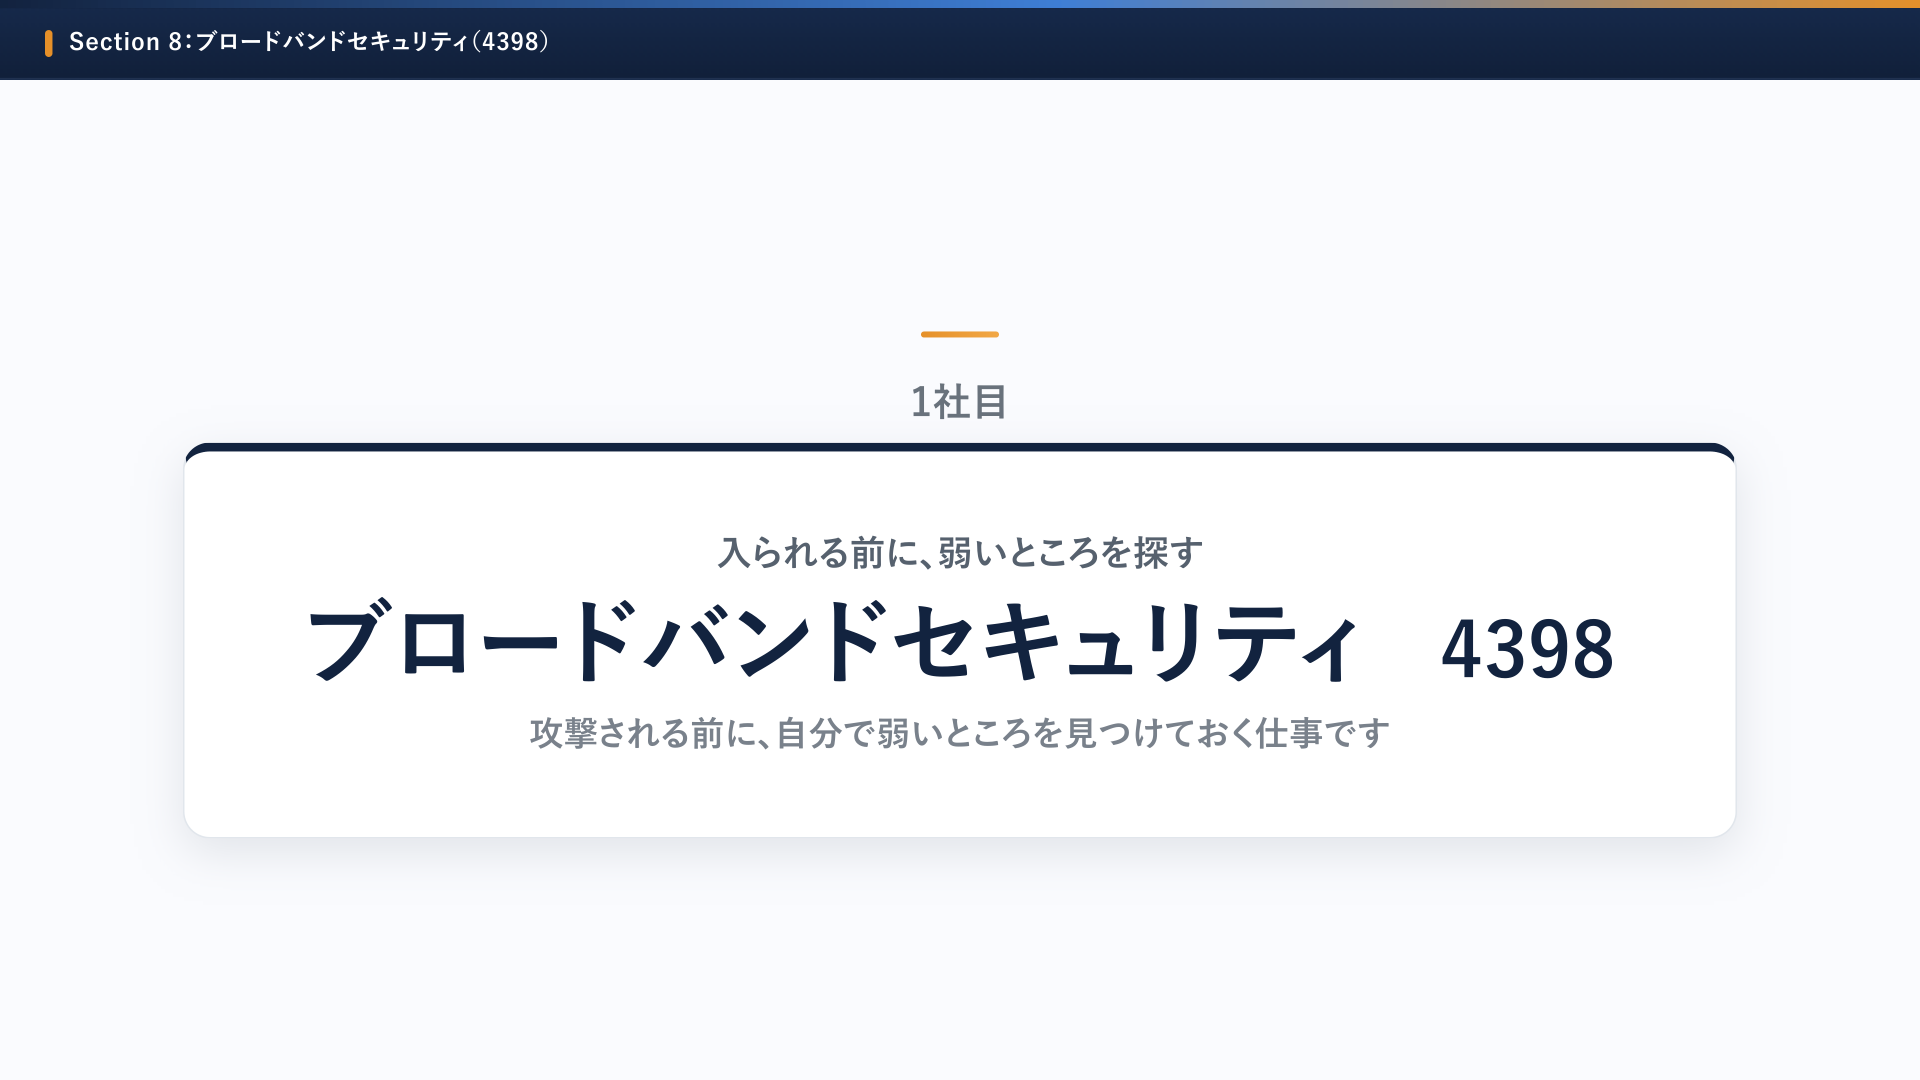 Section 8：ブロードバンドセキュリティ（4398）
1社目
入られる前に、弱いところを探す
ブロードバンドセキュリティ　4398
攻撃される前に、自分で弱いところを見つけておく仕事です